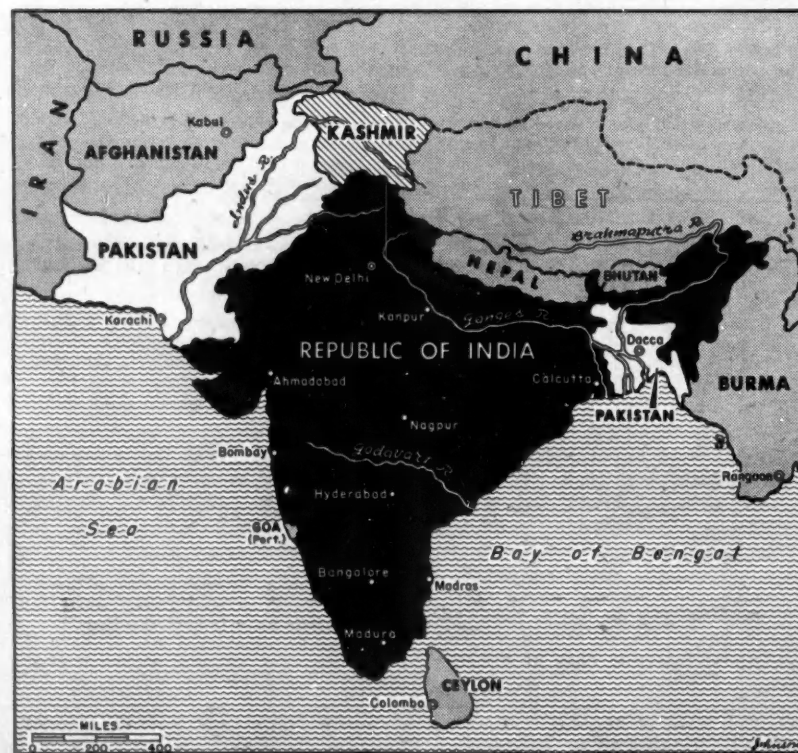 RUSSIA
CHINA
IRAN
Kabul
AFGHANISTAN
KASHMIR
Indus R.
TIBET
Brahmaputra R.
PAKISTAN
NEPAL
BHUTAN
New Delhi
Karachi
Kanpur
Ganges R.
Dacca
REPUBLIC OF INDIA
Ahmadabad
Calcutta
BURMA
PAKISTAN
Nagpur
Bombay
Godavari R.
Rangoon
Arabian
Sea
Hyderabad
GOA
(Port.)
Bay of Bengal
Bangalore
Madras
Madura
CEYLON
Colombo
MILES
0 200 400